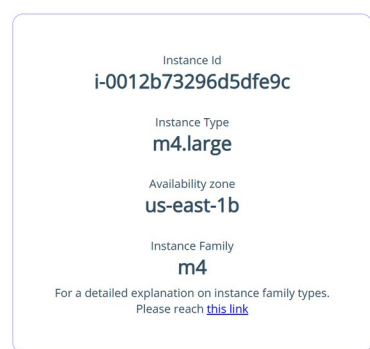 Instance Id
i-0012b73296d5dfe9c
Instance Type
m4.large
Availability zone
us-east-1b
Instance Family
m4
For a detailed explanation on instance family types.
Please reach this link